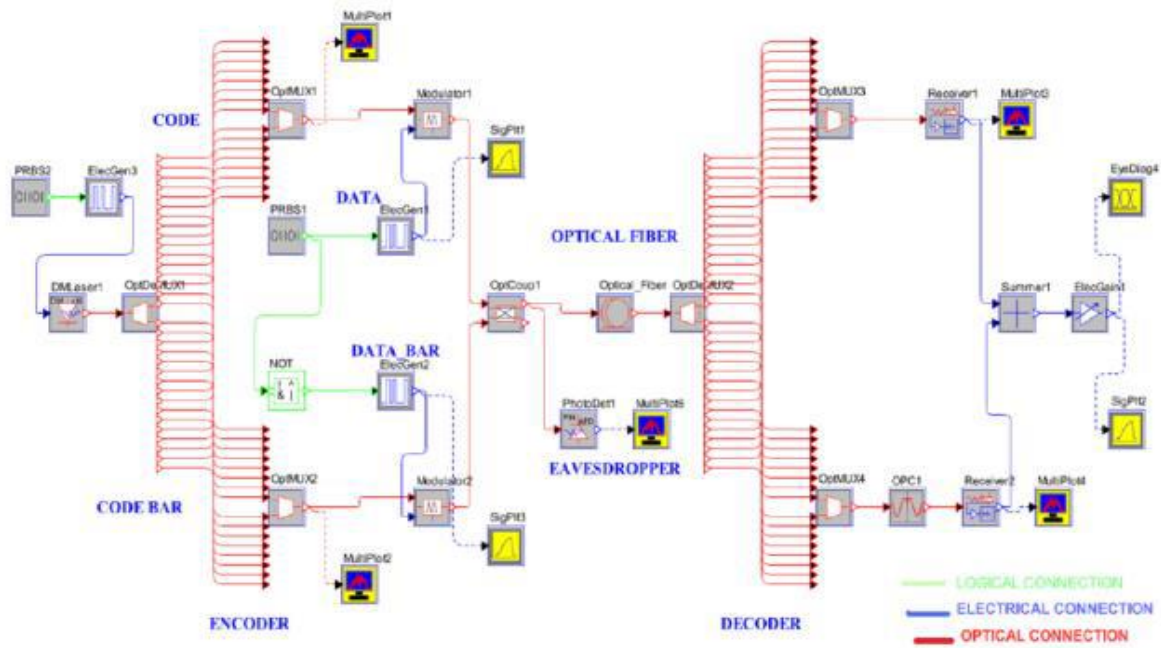 MultiPlot1
OptMUX1
Modulator1
OptMUX3
Receiver1
MultiPlot3
CODE
SigPlt1
PRBS2
ElecGen3
EyeDiag4
DATA
PRBS1
ElecGen1
OPTICAL FIBER
DMLaser1
OptDeMUX1
OptCoup1
Optical_Fiber
OptDeMUX2
Summer1
ElecGain1
DATA_BAR
NOT
ElecGen2
PhotoDet1
MultiPlot6
SigPlt2
EAVESDROPPER
OptMUX2
Modulator2
OptMUX4
OPC1
Receiver2
MultiPlot4
CODE BAR
SigPlt3
MultiPlot2
LOGICAL CONNECTION
ELECTRICAL CONNECTION
ENCODER
DECODER
OPTICAL CONNECTION